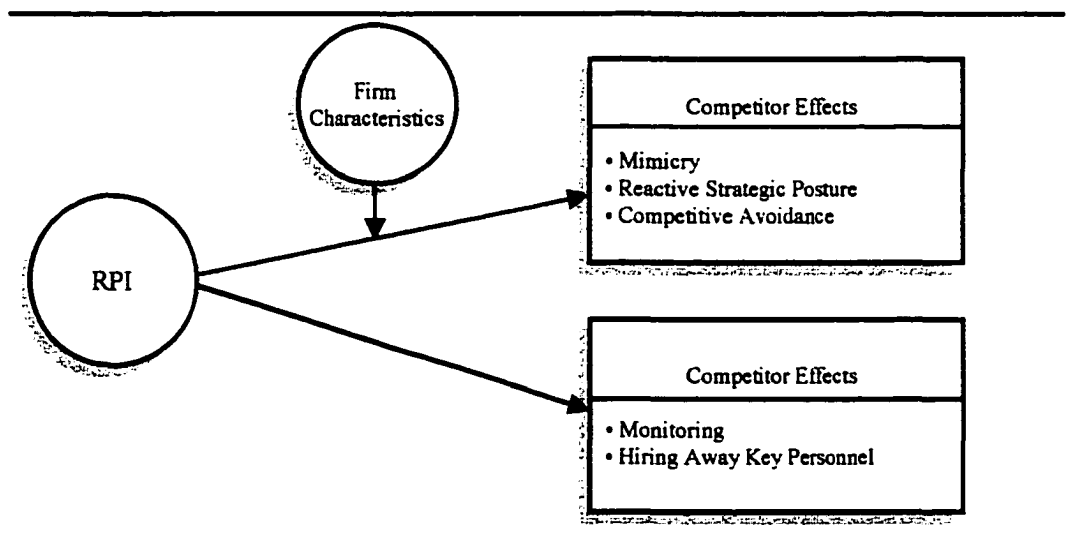 Firm
Characteristics
RPI
Competitor Effects
• Mimicry
• Reactive Strategic Posture
• Competitive Avoidance
Competitor Effects
• Monitoring
• Hiring Away Key Personnel